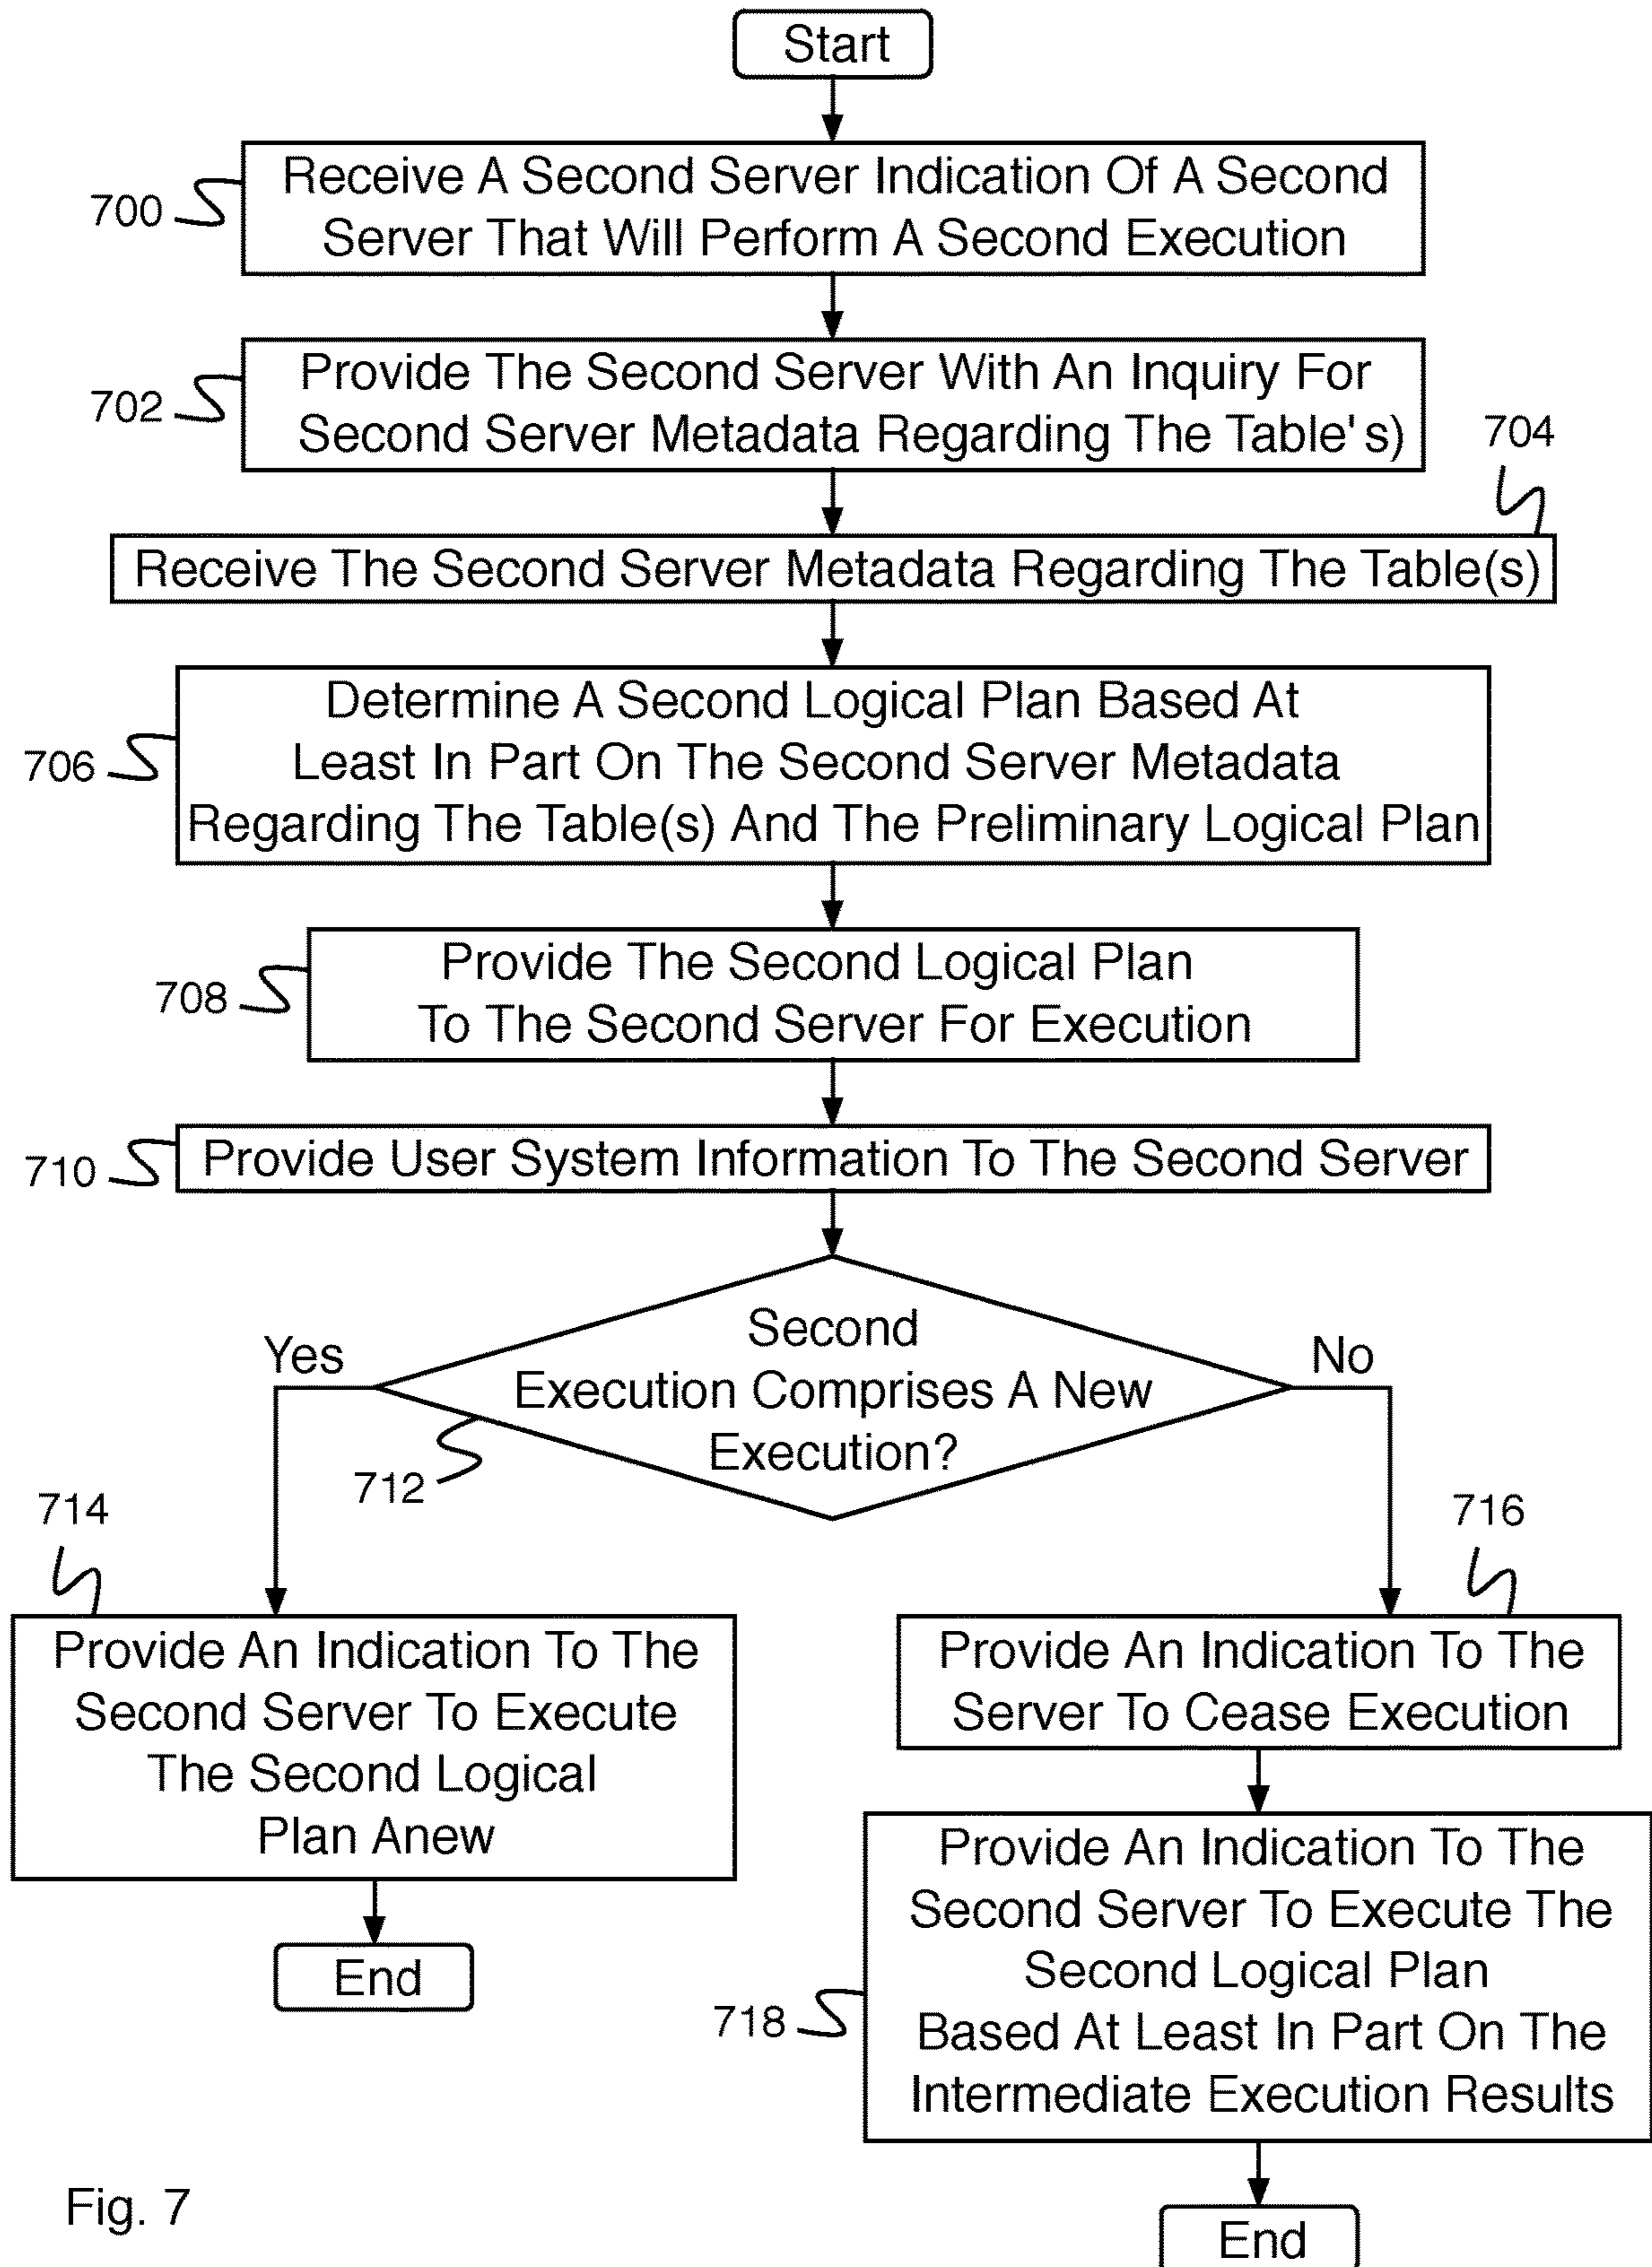 Start
700
Receive A Second Server Indication Of A Second
Server That Will Perform A Second Execution
702
Provide The Second Server With An Inquiry For
Second Server Metadata Regarding The Table's)
704
Receive The Second Server Metadata Regarding The Table(s)
706
Determine A Second Logical Plan Based At
Least In Part On The Second Server Metadata
Regarding The Table(s) And The Preliminary Logical Plan
708
Provide The Second Logical Plan
To The Second Server For Execution
710
Provide User System Information To The Second Server
Second
Execution Comprises A New
Execution?
712
Yes
No
714
Provide An Indication To The
Second Server To Execute
The Second Logical
Plan Anew
End
716
Provide An Indication To The
Server To Cease Execution
718
Provide An Indication To The
Second Server To Execute The
Second Logical Plan
Based At Least In Part On The
Intermediate Execution Results
End
Fig. 7